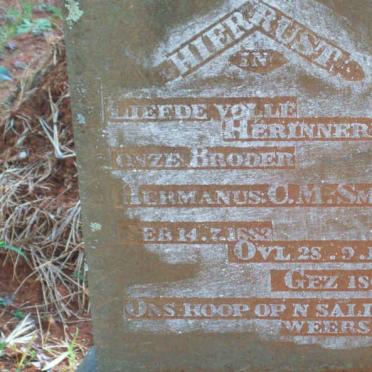 HIER RUST
IN
LIEFDE VOLLE
HERINNER
ONZE BRODER
HERMANUS C. M. SM
GEB 14.7.1883
OVL 28.9.1
GEZ 18
ONS HOOP OP N SALI
WEERS